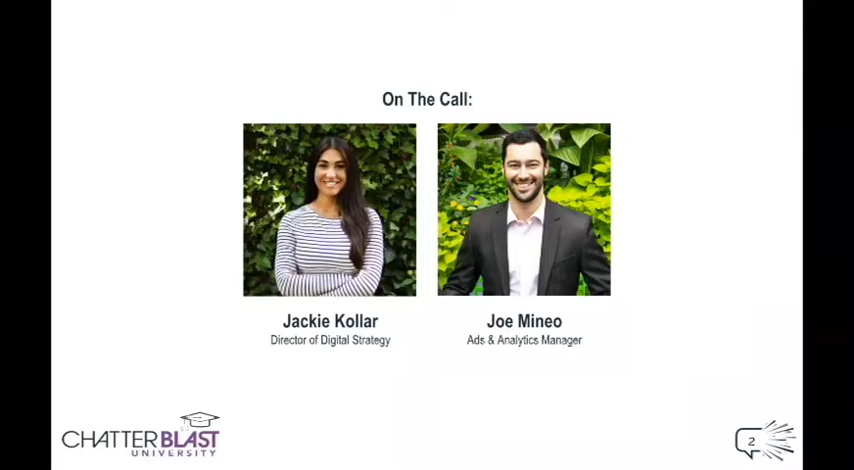 On The Call:
Jackie Kollar
Director of Digital Strategy
Joe Mineo
Ads & Analytics Manager
CHATTERBLAST
UNIVERSITY
2